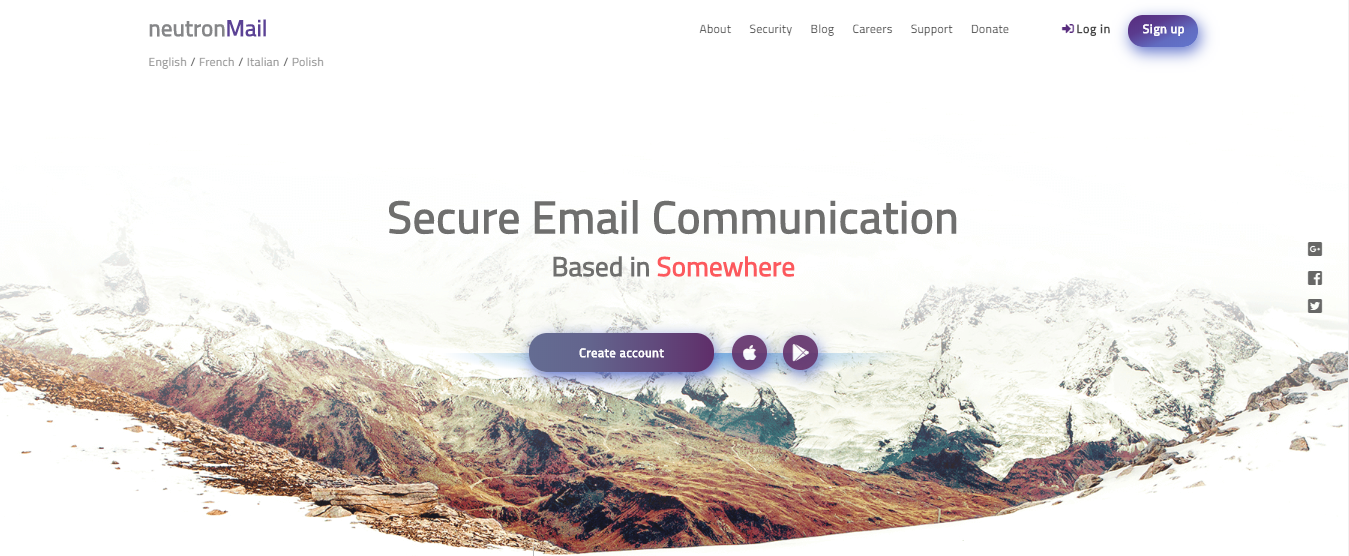 neutronMail
About Security Blog Careers Support Donate Log in Sign up
English / French / Italian / Polish
Secure Email Communication
Based in Somewhere
Create account